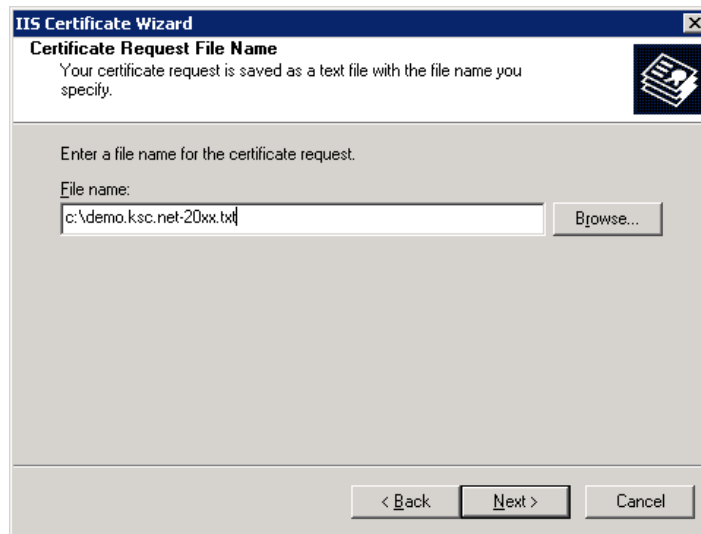 IIS Certificate Wizard
Certificate Request File Name
Your certificate request is saved as a text file with the file name you
specify.
Enter a file name for the certificate request.
File name:
c:\demo.ksc.net-20xx.txt
Browse...
< Back
Next >
Cancel